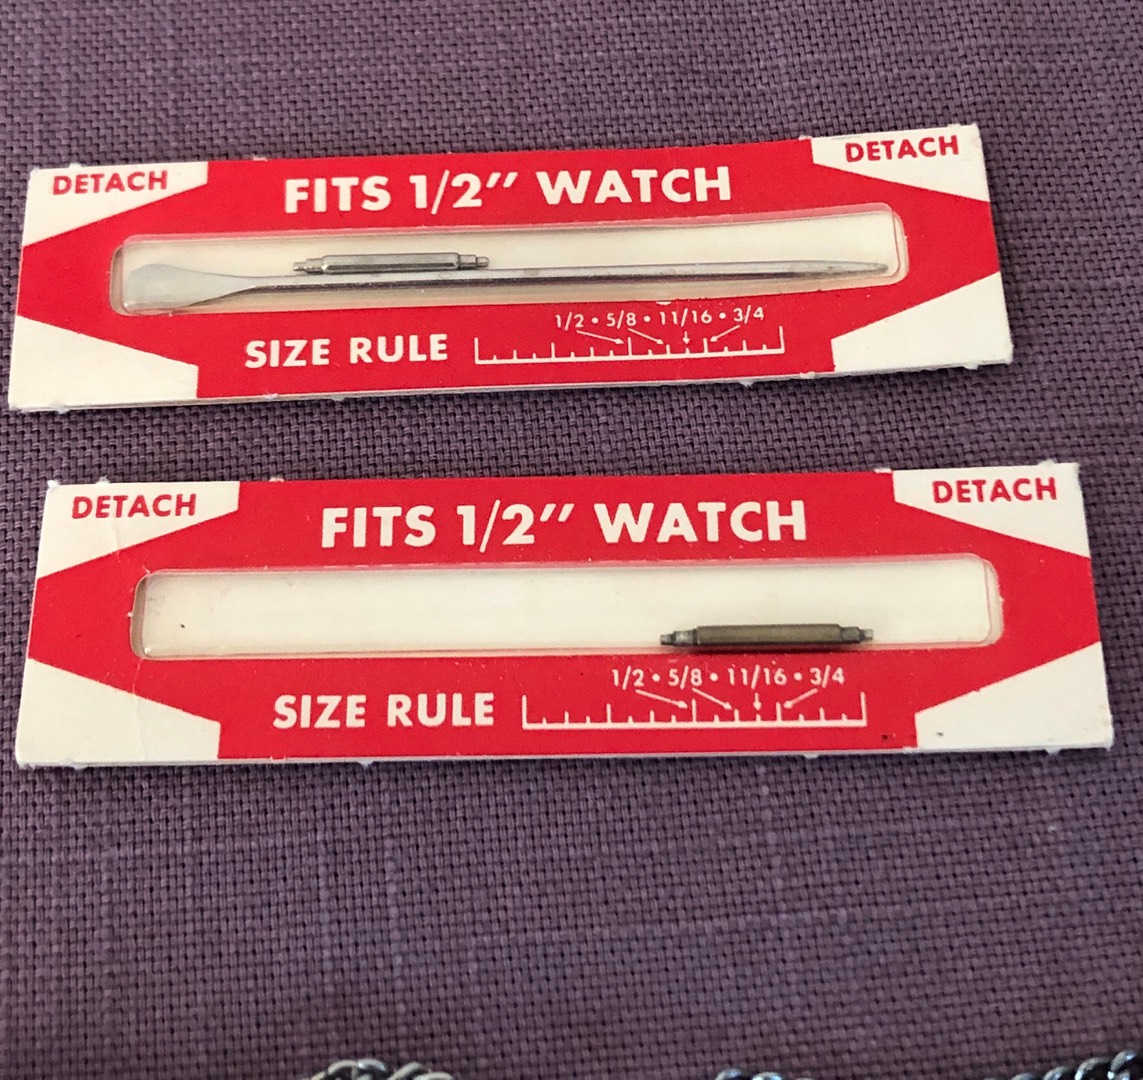 DETACH
DETACH
FITS 1/2" WATCH
1/2 • 5/8 • 11/16 • 3/4
SIZE RULE
DETACH
DETACH
FITS 1/2" WATCH
1/2 • 5/8 • 11/16 • 3/4
SIZE RULE